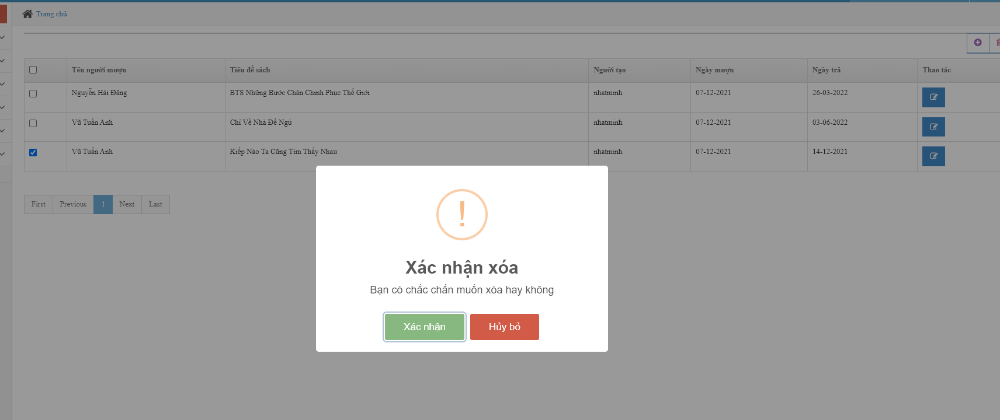 Trang chủ
Tên người mượn Tiêu đề sách Người tạo Ngày mượn Ngày trả Thao tác
Nguyễn Hải Đăng BTS Những Bước Chân Chinh Phục Thế Giới nhatminh 07-12-2021 26-03-2022
Vũ Tuấn Anh Chỉ Về Nhà Để Ngủ nhatminh 07-12-2021 03-06-2022
Vũ Tuấn Anh Kiếp Nào Ta Cũng Tìm Thấy Nhau nhatminh 07-12-2021 14-12-2021
First Previous 1 Next Last
!
Xác nhận xóa
Bạn có chắc chắn muốn xóa hay không
Xác nhận Hủy bỏ